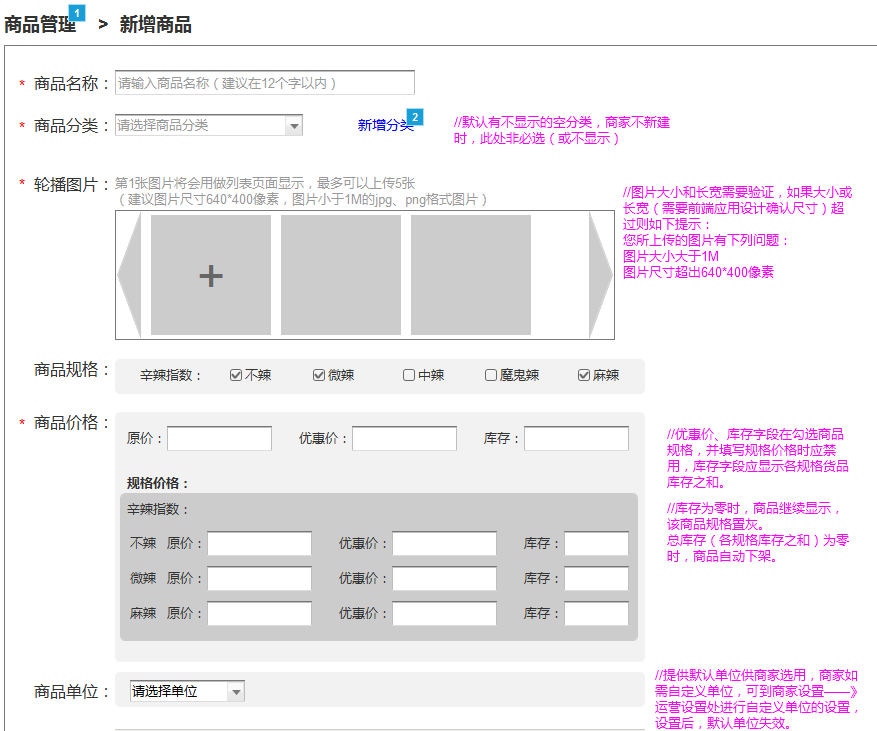 商品管理 1 > 新增商品
* 商品名称： 请输入商品名称（建议在12个字以内）
* 商品分类： 请选择商品分类 新增分类 2
//默认有不显示的空分类，商家不新建
时，此处非必选（或不显示）
* 轮播图片： 第1张图片将会用做列表页面显示，最多可以上传5张
（建议图片尺寸640*400像素，图片小于1M的jpg、png格式图片）
//图片大小和长宽需要验证，如果大小或
长宽（需要前端应用设计确认尺寸）超
过则如下提示：
您所上传的图片有下列问题：
图片大小大于1M
图片尺寸超出640*400像素
+
商品规格： 辛辣指数： 不辣 微辣 中辣 魔鬼辣 麻辣
* 商品价格：
原价： 优惠价： 库存：
//优惠价、库存字段在勾选商品
规格，并填写规格价格时应禁
用，库存字段应显示各规格货品
库存之和。
规格价格：
辛辣指数：
//库存为零时，商品继续显示，
该商品规格置灰。
总库存（各规格库存之和）为零
时，商品自动下架。
不辣 原价： 优惠价： 库存：
微辣 原价： 优惠价： 库存：
麻辣 原价： 优惠价： 库存：
商品单位： 请选择单位
//提供默认单位供商家选用，商家如
需自定义单位，可到商家设置——》
运营设置处进行自定义单位的设置，
设置后，默认单位失效。